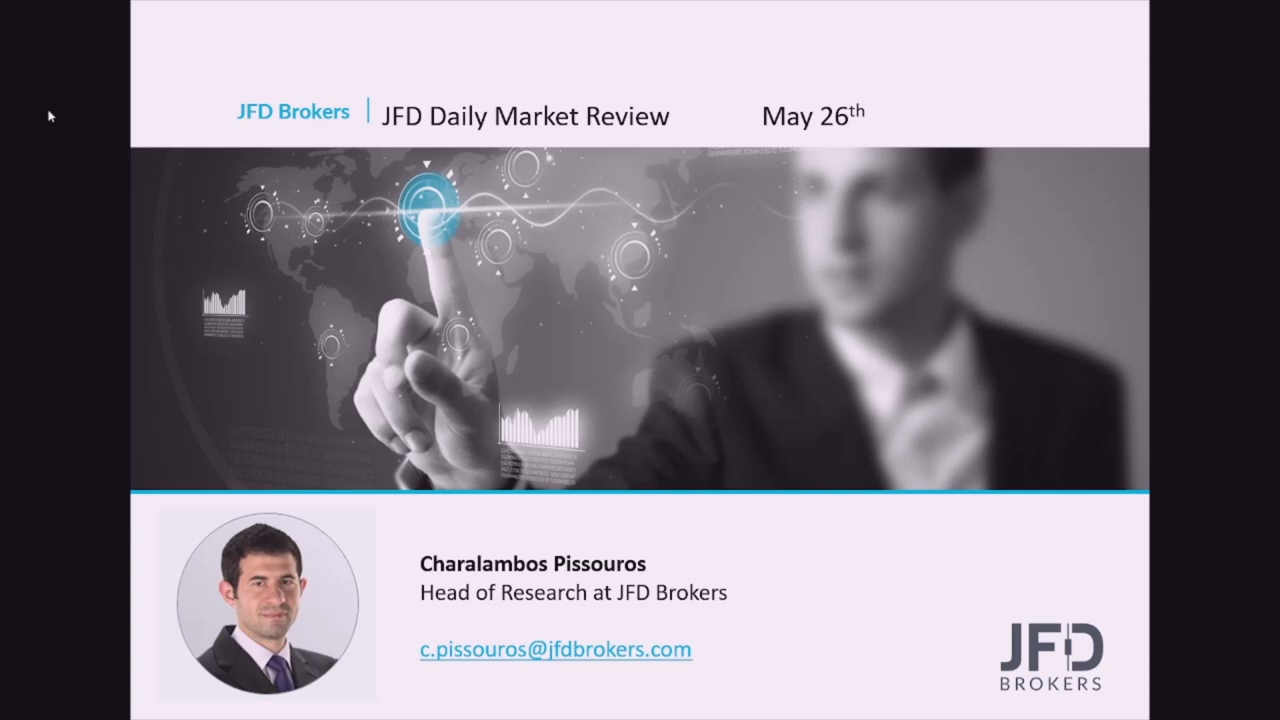 JFD Brokers
JFD Daily Market Review
May 26th
Charalambos Pissouros
Head of Research at JFD Brokers
c.pissouros@jfdbrokers.com
JFD
BROKERS